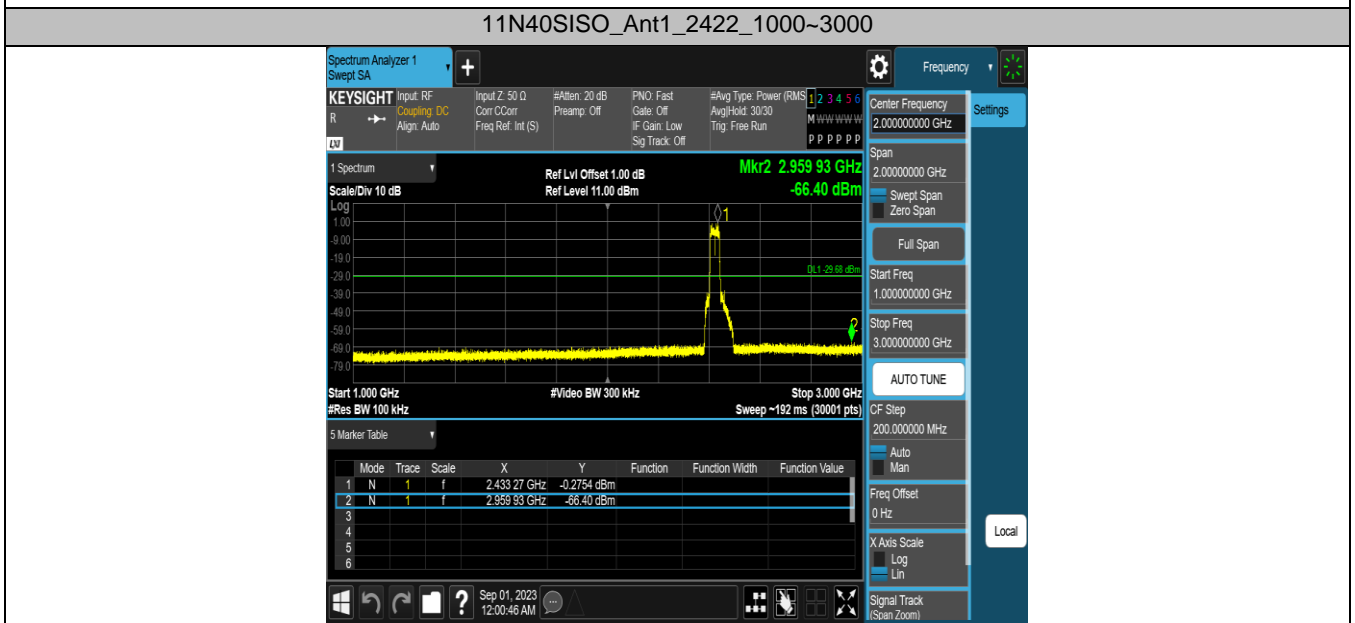 11N40SISO_Ant1_2422_1000~3000
Spectrum Analyzer 1
Swept SA
Frequency
KEYSIGHT
R
LXI
Input: RF
Coupling: DC
Align: Auto
Input Z: 50 Ω
Corr CCorr
Freq Ref: Int (S)
#Atten: 20 dB
Preamp: Off
PNO: Fast
Gate: Off
IF Gain: Low
Sig Track: Off
#Avg Type: Power (RMS
Avg|Hold: 30/30
Trig: Free Run
1 2 3 4 5 6
M W W W W W
P P P P P P
1 Spectrum
Scale/Div 10 dB
Ref Lvl Offset 1.00 dB
Ref Level 11.00 dBm
Mkr2 2.959 93 GHz
-66.40 dBm
Log
1.00
-9.00
-19.0
-29.0
-39.0
-49.0
-59.0
-69.0
-79.0
1
DL1 -29.68 dBm
2
Start 1.000 GHz
#Video BW 300 kHz
Stop 3.000 GHz
#Res BW 100 kHz
Sweep ~192 ms (30001 pts)
5 Marker Table
Mode Trace Scale X Y Function Function Width Function Value
1 N 1 f 2.433 27 GHz -0.2754 dBm
2 N 1 f 2.959 93 GHz -66.40 dBm
3
4
5
6
?
Sep 01, 2023
12:00:46 AM
Center Frequency
2.000000000 GHz
Settings
Span
2.00000000 GHz
Swept Span
Zero Span
Full Span
Start Freq
1.000000000 GHz
Stop Freq
3.000000000 GHz
AUTO TUNE
CF Step
200.000000 MHz
Auto
Man
Freq Offset
0 Hz
Local
X Axis Scale
Log
Lin
Signal Track
(Span Zoom)